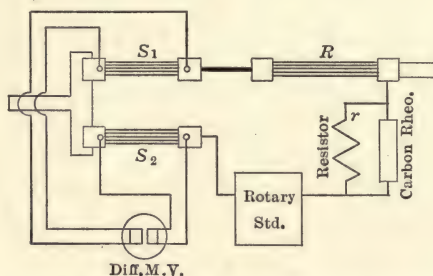 S1
R
S2
r
Resistor
Carbon Rheo.
Rotary
Std.
Diff. M.V.